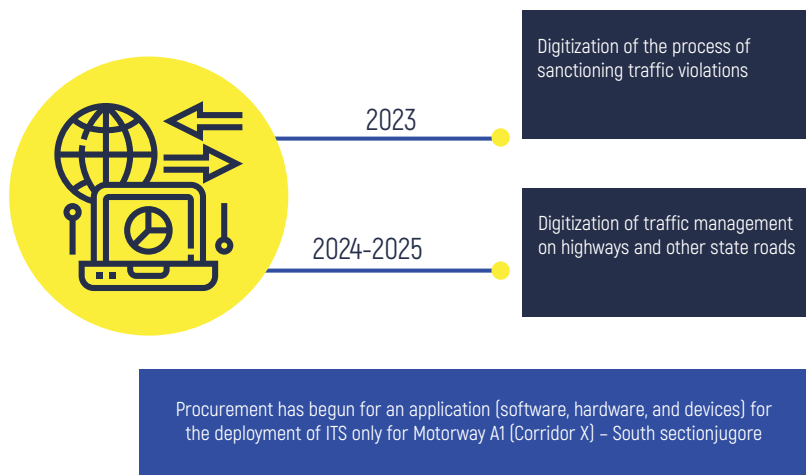 2023
Digitization of the process of
sanctioning traffic violations
2024-2025
Digitization of traffic management
on highways and other state roads
Procurement has begun for an application (software, hardware, and devices) for
the deployment of ITS only for Motorway A1 (Corridor X) – South sectionjugore